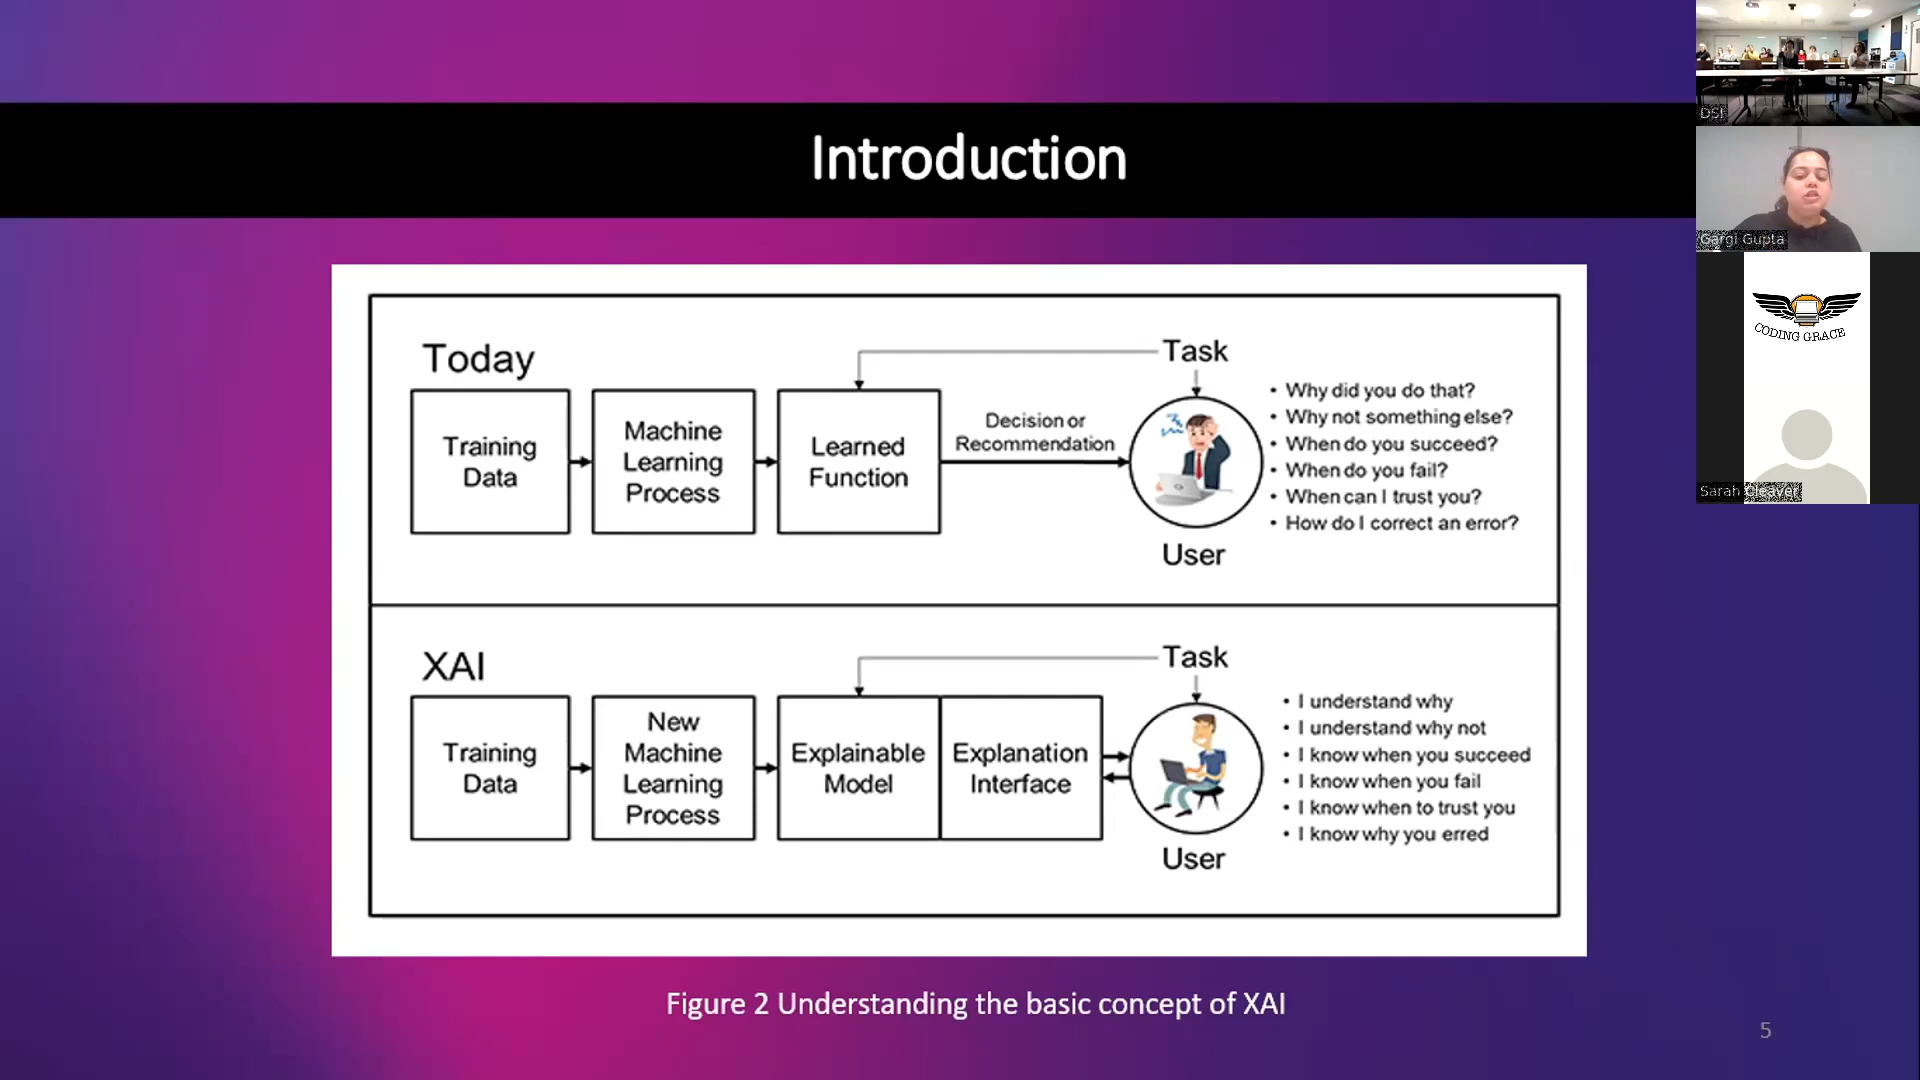 Introduction
Today
Training
Data
Machine
Learning
Process
Learned
Function
Decision or
Recommendation
Task
User
• Why did you do that?
• Why not something else?
• When do you succeed?
• When do you fail?
• When can I trust you?
• How do I correct an error?
XAI
Training
Data
New
Machine
Learning
Process
Explainable
Model
Explanation
Interface
Task
User
• I understand why
• I understand why not
• I know when you succeed
• I know when you fail
• I know when to trust you
• I know why you erred
Figure 2 Understanding the basic concept of XAI
5
DSI
Gargi Gupta
CODING GRACE
Sarah Cleaver